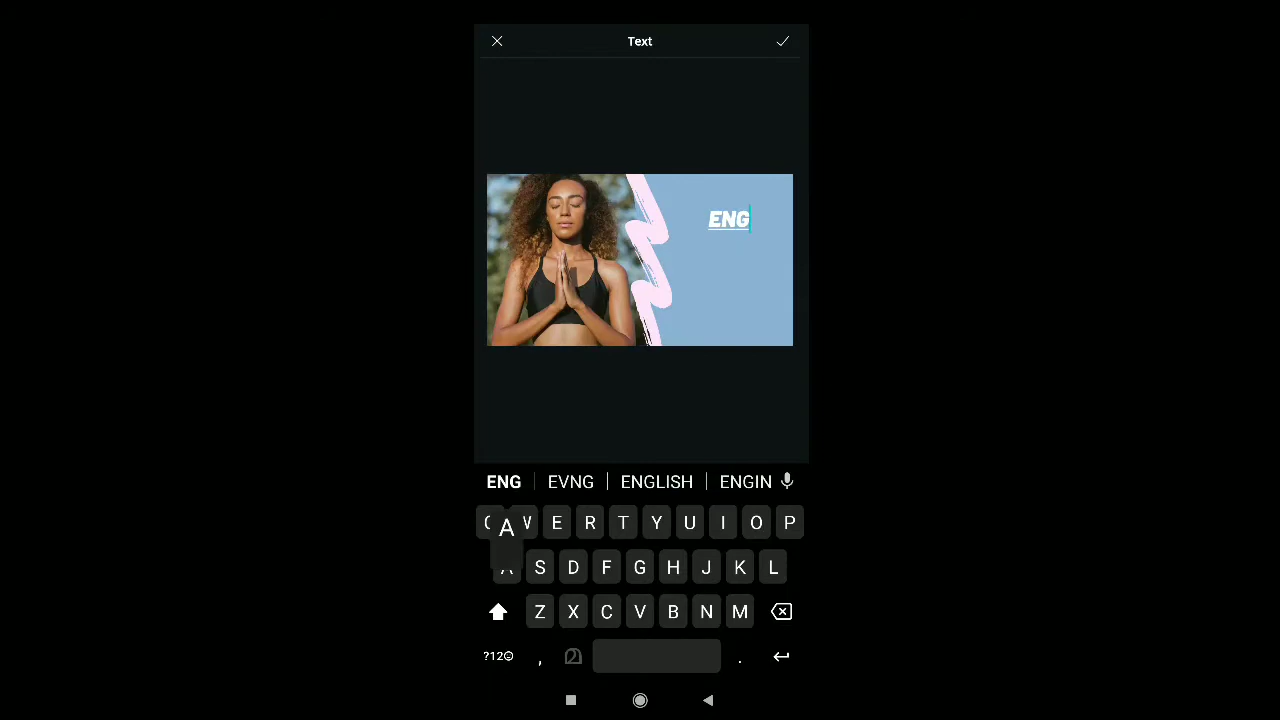 Text
ENG
ENG EVNG ENGLISH ENGIN
W E R T Y U I O P
A
S D F G H J K L
Z X C V B N M
?12☺ , മ .